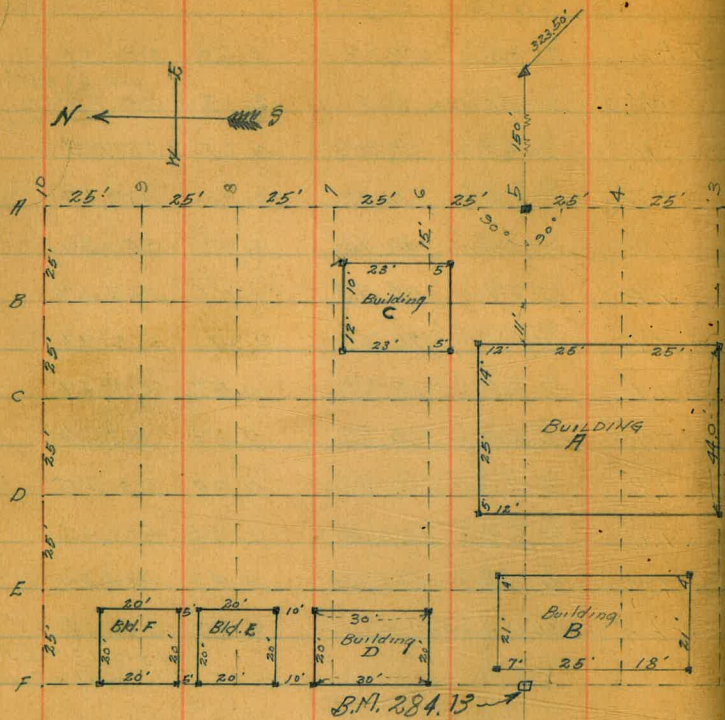 323.50'
E
N S
W
150'
10 9 8 7 6 5 4 3
A 25' 25' 25' 25' 25' 25' 25'
90° 90°
15'
25'
23' 5'
10'
Building
C
B
12'
11'
23' 5'
25'
12' 25' 25'
14'
C
BUILDING
A
44.0'
25'
25'
D
5' 12'
25'
E
4' 4'
20' 5' 20' 10' 30'
Bld. F Bld. E Building
D
Building
B
25'
20' 20' 20' 20' 20' 20'
21' 21'
20' 5' 20' 10' 30'
7' 25' 18'
F
B.M. 284.13